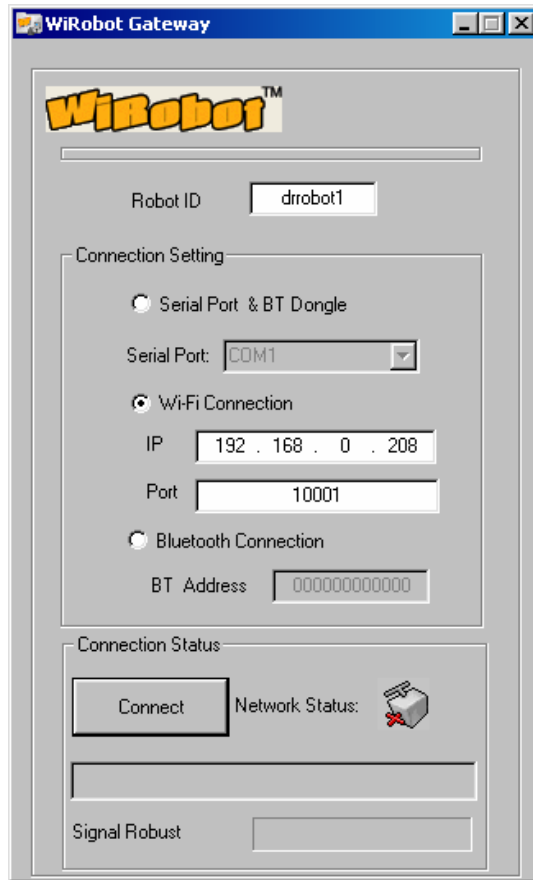 WiRobot Gateway
WiRobot™
Robot ID drrobot1
Connection Setting
Serial Port & BT Dongle
Serial Port: COM1
Wi-Fi Connection
IP 192 . 168 . 0 . 208
Port 10001
Bluetooth Connection
BT Address 000000000000
Connection Status
Connect Network Status:
Signal Robust